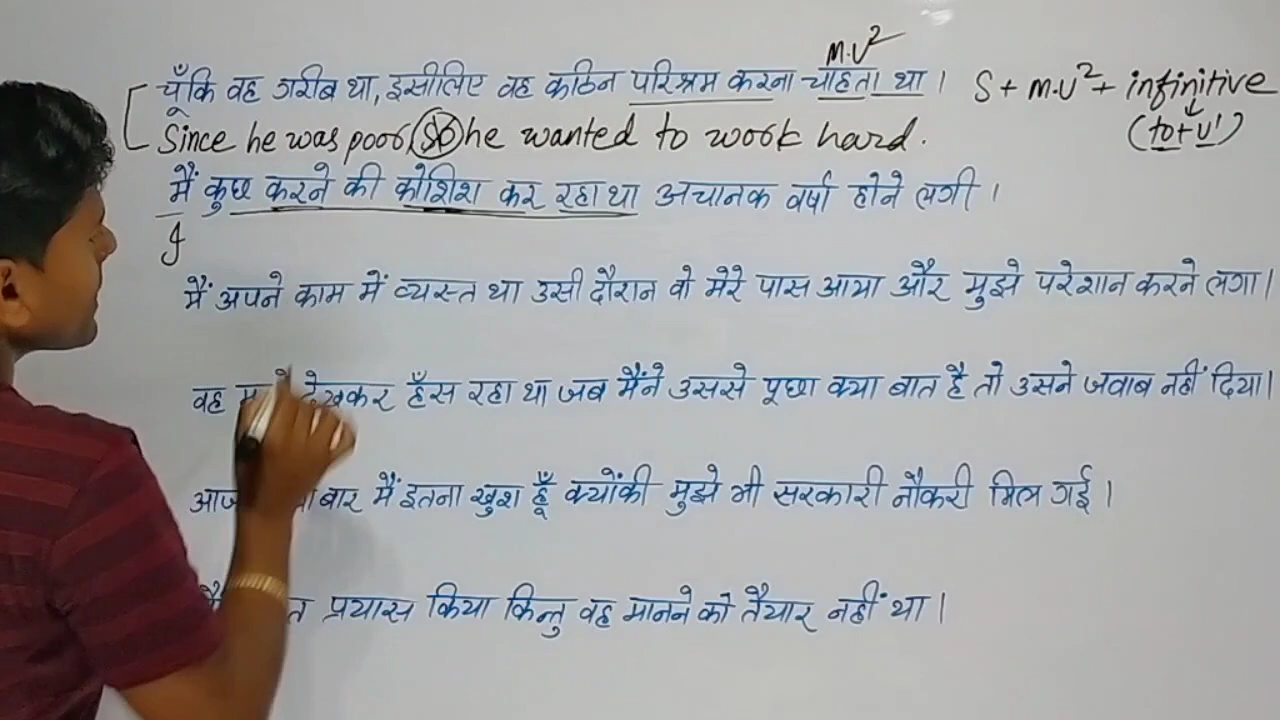 M.V²
चूँकि वह गरीब था, इसीलिए वह कठिन परिश्रम करना चाहता था। S + M.V² + infinitive
Since he was poor, (so) he wanted to work hard. (to+V¹)
मैं कुछ करने की कोशिश कर रहा था अचानक वर्षा होने लगी।
I
मैं अपने काम में व्यस्त था उसी दौरान वो मेरे पास आया और मुझे परेशान करने लगा।
वह देखकर हँस रहा था जब मैंने उससे पूछा क्या बात है तो उसने जवाब नहीं दिया।
बार मैं इतना खुश हूँ क्योंकी मुझे भी सरकारी नौकरी मिल गई।
प्रयास किया किन्तु वह मानने को तैयार नहीं था।